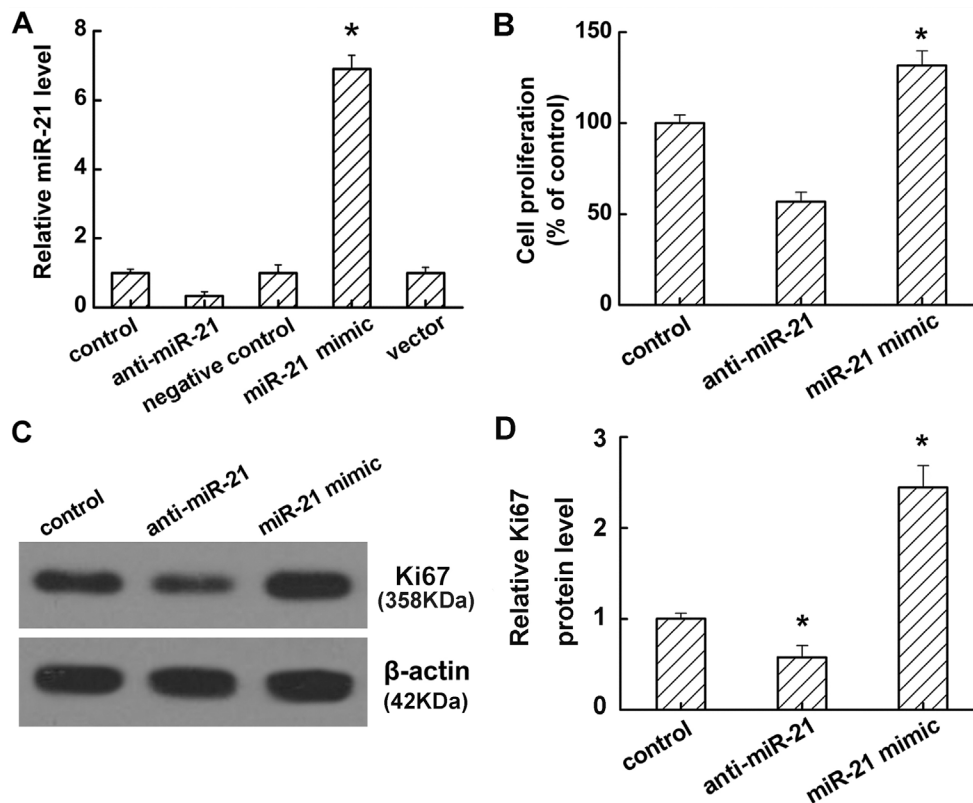 A
Relative miR-21 level
8
6
4
2
0
*
control
anti-miR-21
negative control
miR-21 mimic
vector
B
Cell proliferation
(% of control)
150
100
50
0
*
control
anti-miR-21
miR-21 mimic
C
control
anti-miR-21
miR-21 mimic
Ki67
(358KDa)
β-actin
(42KDa)
D
Relative Ki67
protein level
3
2
1
0
*
*
control
anti-miR-21
miR-21 mimic